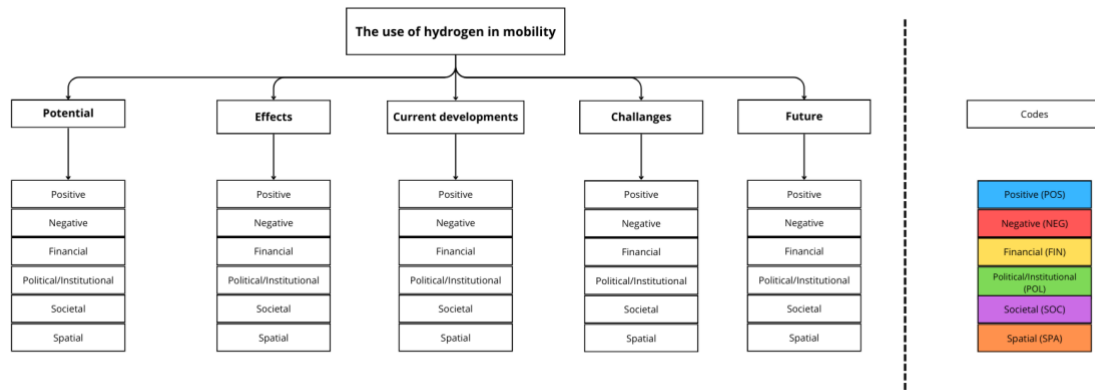 The use of hydrogen in mobility
Potential
Effects
Current developments
Challanges
Future
Codes
Positive
Negative
Financial
Political/Institutional
Societal
Spatial
Positive
Negative
Financial
Political/Institutional
Societal
Spatial
Positive
Negative
Financial
Political/Institutional
Societal
Spatial
Positive
Negative
Financial
Political/Institutional
Societal
Spatial
Positive
Negative
Financial
Political/Institutional
Societal
Spatial
Positive (POS)
Negative (NEG)
Financial (FIN)
Political/Institutional
(POL)
Societal (SOC)
Spatial (SPA)